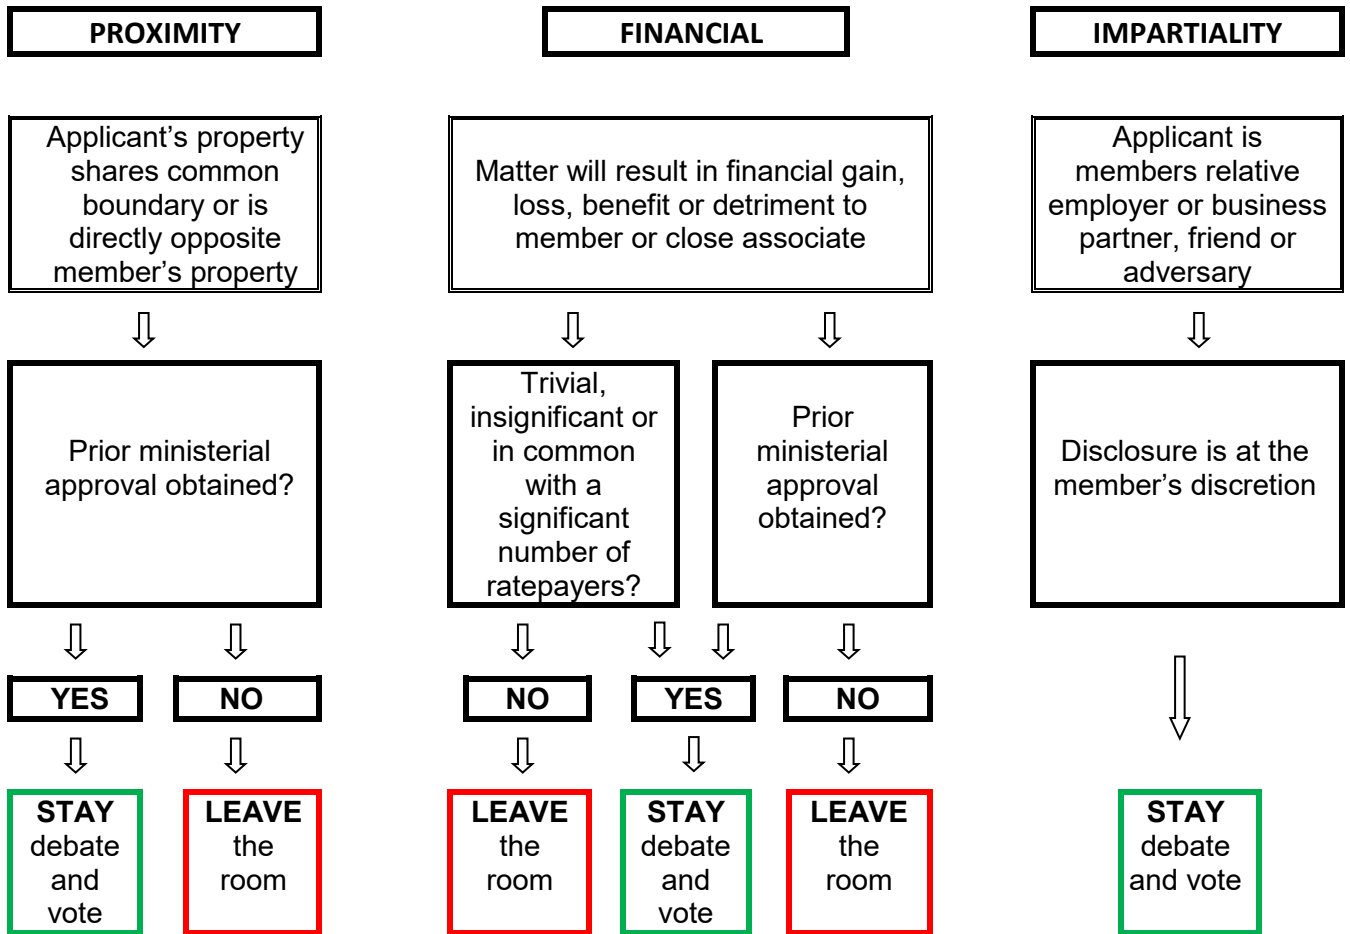 PROXIMITY
FINANCIAL
IMPARTIALITY
Applicant’s property
shares common
boundary or is
directly opposite
member’s property
Matter will result in financial gain,
loss, benefit or detriment to
member or close associate
Applicant is
members relative
employer or business
partner, friend or
adversary
Prior ministerial
approval obtained?
Trivial,
insignificant or
in common
with a
significant
number of
ratepayers?
Prior
ministerial
approval
obtained?
Disclosure is at the
member’s discretion
YES
NO
NO
YES
NO
STAY
debate
and
vote
LEAVE
the
room
LEAVE
the
room
STAY
debate
and
vote
LEAVE
the
room
STAY
debate
and vote